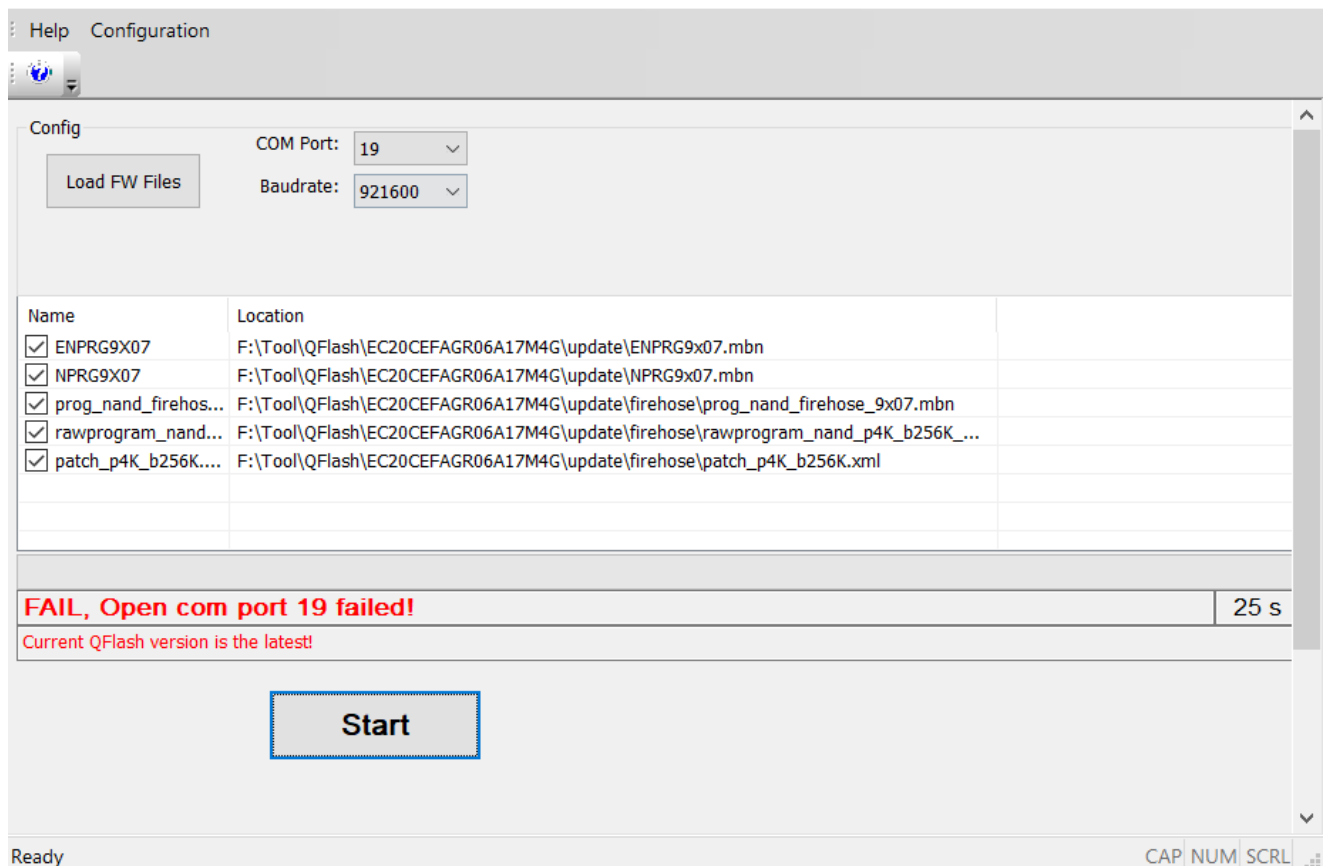 Help Configuration
Config
COM Port: 19
Load FW Files
Baudrate: 921600
Name Location
ENPRG9X07 F:\Tool\QFlash\EC20CEFAGR06A17M4G\update\ENPRG9x07.mbn
NPRG9X07 F:\Tool\QFlash\EC20CEFAGR06A17M4G\update\NPRG9x07.mbn
prog_nand_firehos... F:\Tool\QFlash\EC20CEFAGR06A17M4G\update\firehose\prog_nand_firehose_9x07.mbn
rawprogram_nand... F:\Tool\QFlash\EC20CEFAGR06A17M4G\update\firehose\rawprogram_nand_p4K_b256K_...
patch_p4K_b256K.... F:\Tool\QFlash\EC20CEFAGR06A17M4G\update\firehose\patch_p4K_b256K.xml
FAIL, Open com port 19 failed! 25 s
Current QFlash version is the latest!
Start
Ready CAP NUM SCRL